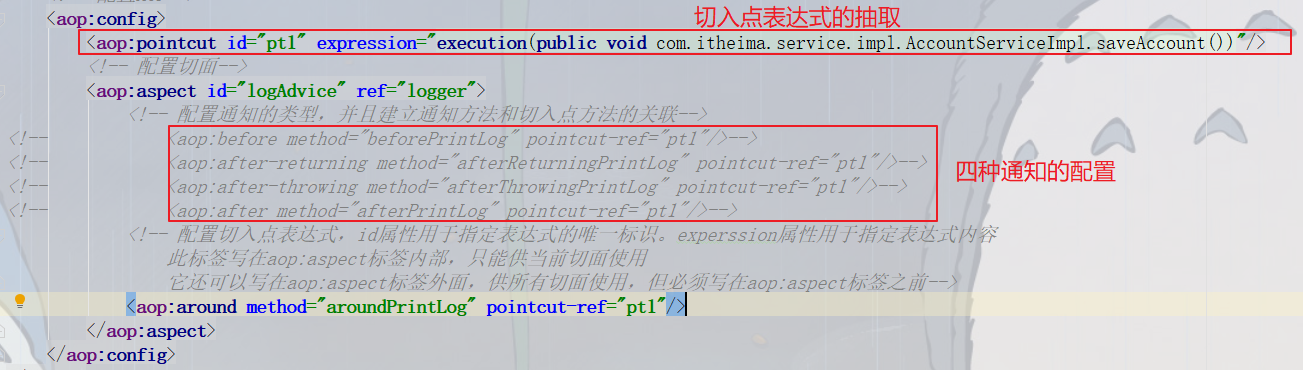 切入点表达式的抽取
<aop:config>
<aop:pointcut id="pt1" expression="execution(public void com.itheima.service.impl.AccountServiceImpl.saveAccount())"/>
<!-- 配置切面-->
<aop:aspect id="logAdvice" ref="logger">
<!-- 配置通知的类型，并且建立通知方法和切入点方法的关联-->
<!-- <aop:before method="beforePrintLog" pointcut-ref="pt1"/>-->
<!-- <aop:after-returning method="afterReturningPrintLog" pointcut-ref="pt1"/>-->
<!-- <aop:after-throwing method="afterThrowingPrintLog" pointcut-ref="pt1"/>-->
四种通知的配置
<!-- <aop:after method="afterPrintLog" pointcut-ref="pt1"/>-->
<!-- 配置切入点表达式，id属性用于指定表达式的唯一标识。experssion属性用于指定表达式内容
此标签写在aop:aspect标签内部，只能供当前切面使用
它还可以写在aop:aspect标签外面，供所有切面使用，但必须写在aop:aspect标签之前-->
<aop:around method="aroundPrintLog" pointcut-ref="pt1"/>
</aop:aspect>
</aop:config>